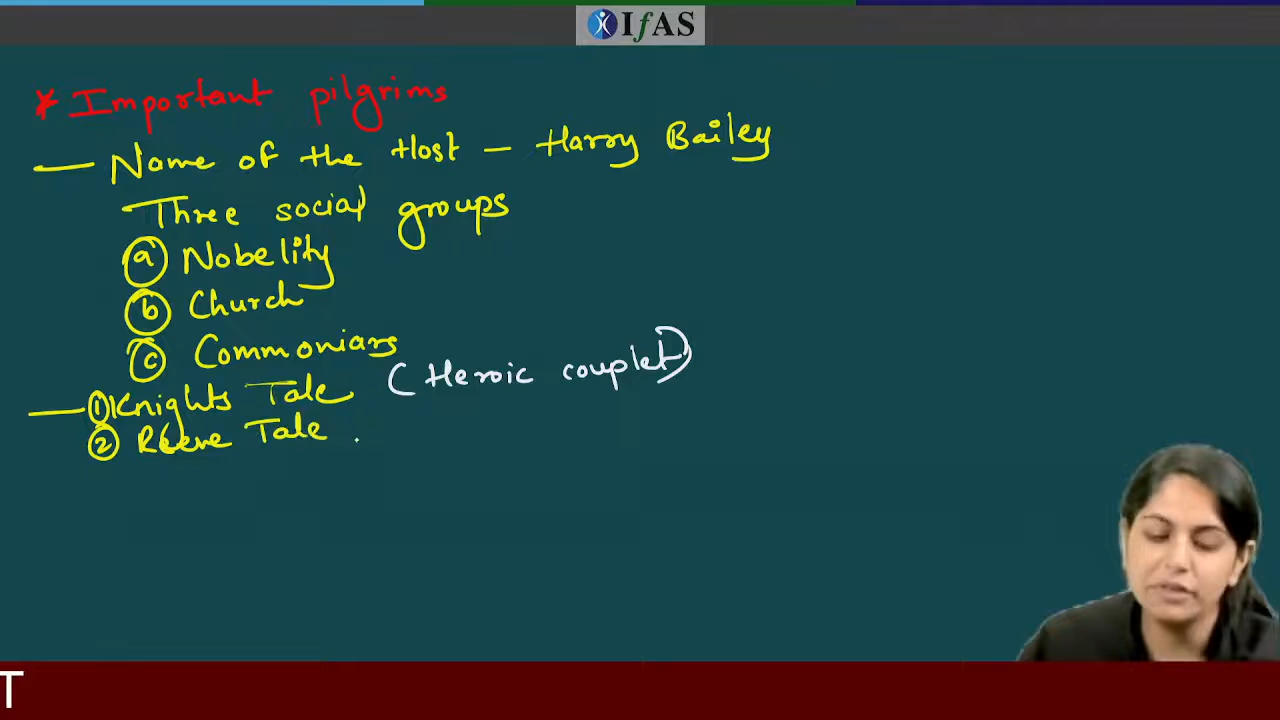 IfAS
* Important pilgrims
— Name of the Host – Harry Bailey
Three social groups
(a) Nobelity
(b) Church
(c) Commoniars
— (1) Knights Tale (Heroic couplet)
(2) Reeve Tale
T